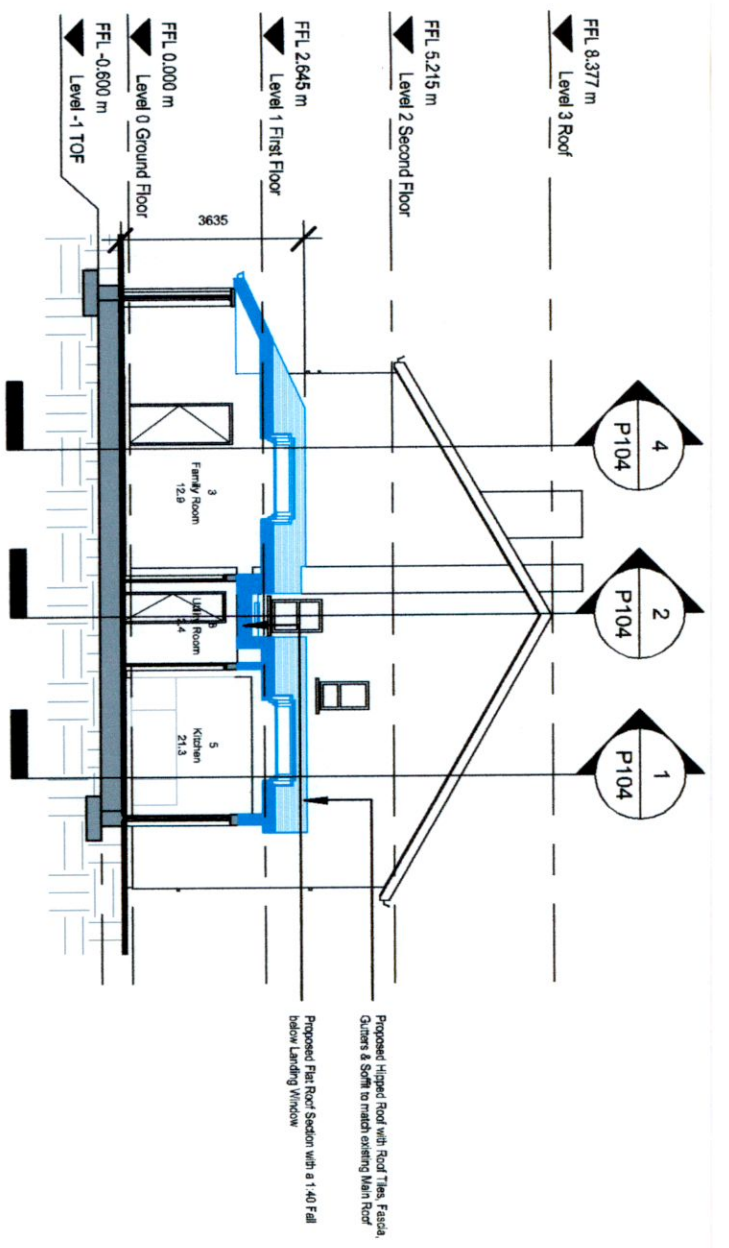 FFL 8.377 m
Level 3 Roof
FFL 5.215 m
Level 2 Second Floor
FFL 2.645 m
Level 1 First Floor
FFL 0.000 m
Level 0 Ground Floor
FFL -0.600 m
Level -1 TOF
3635
4
P104
2
P104
1
P104
3
Family Room
12.9
Utility Room
5
Kitchen
21.3
Proposed Hipped Roof with Roof Tiles, Fascia,
Gutters & Soffit to match existing Main Roof
Proposed Flat Roof Section with a 1:40 Fall
below Landing Window